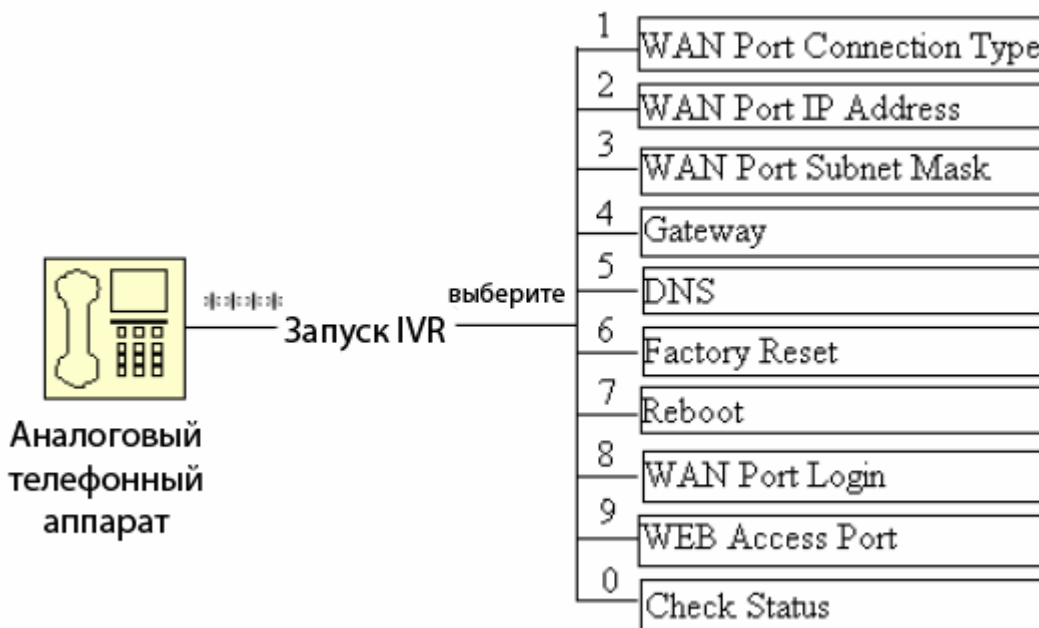 1
WAN Port Connection Type
2
WAN Port IP Address
3
WAN Port Subnet Mask
4
Gateway
5
DNS
6
Factory Reset
7
Reboot
8
WAN Port Login
9
WEB Access Port
0
Check Status
****
Запуск IVR
выберите
Аналоговый
телефонный
аппарат